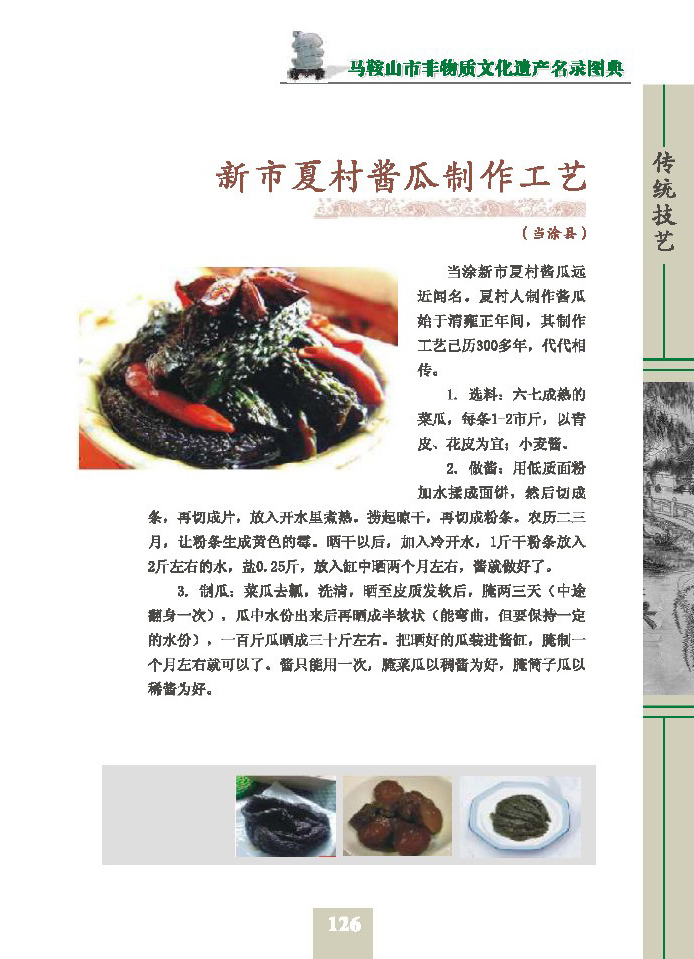 马鞍山市非物质文化遗产名录图典
传统技艺
新市夏村酱瓜制作工艺
（当涂县）
当涂新市夏村酱瓜远
近闻名。夏村人制作酱瓜
始于清雍正年间，其制作
工艺已历300多年，代代相
传。
1. 选料：六七成熟的
菜瓜，每条1-2市斤，以青
皮、花皮为宜；小麦酱。
2. 做酱：用低质面粉
加水揉成面饼，然后切成
条，再切成片，放入开水里煮熟。捞起晾干，再切成粉条。农历二三
月，让粉条生成黄色的霉。晒干以后，加入冷开水，1斤干粉条放入
2斤左右的水，盐0.25斤，放入缸中晒两个月左右，酱就做好了。
3. 制瓜：菜瓜去瓤，洗清，晒至皮质发软后，腌两三天（中途
翻身一次），瓜中水份出来后再晒成半软状（能弯曲，但要保持一定
的水份），一百斤瓜晒成三十斤左右。把晒好的瓜装进酱缸，腌制一
个月左右就可以了。酱只能用一次，腌菜瓜以稠酱为好，腌筒子瓜以
稀酱为好。
126